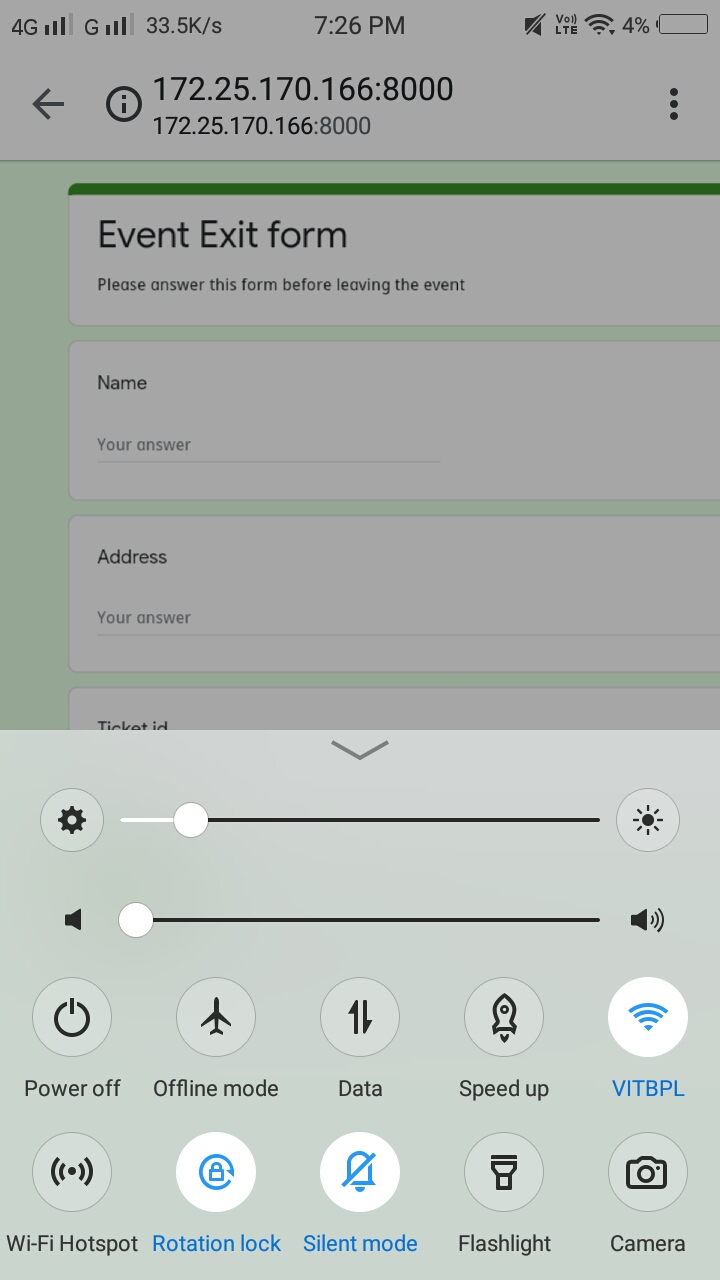 4G G 33.5K/s 7:26 PM Vo)) LTE 4%
172.25.170.166:8000
172.25.170.166:8000
Event Exit form
Please answer this form before leaving the event
Name
Your answer
Address
Your answer
Ticket id
Power off Offline mode Data Speed up VITBPL
Wi-Fi Hotspot Rotation lock Silent mode Flashlight Camera